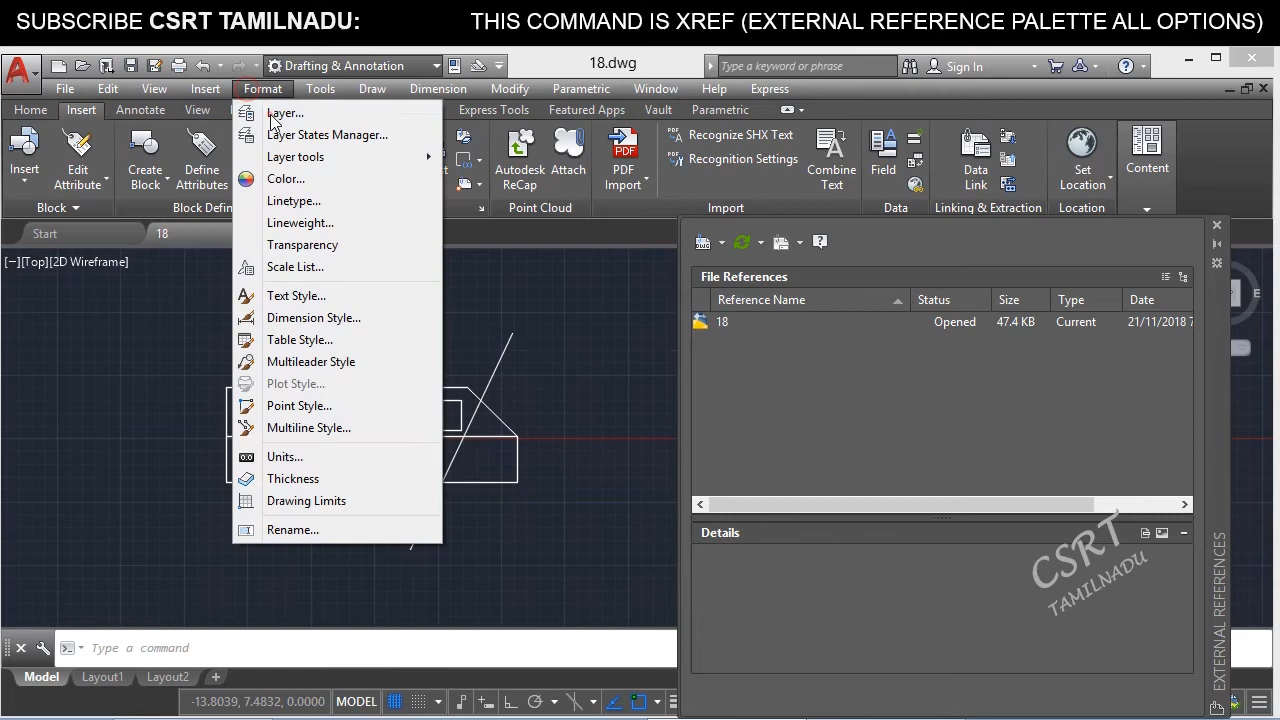 SUBSCRIBE CSRT TAMILNADU: THIS COMMAND IS XREF (EXTERNAL REFERENCE PALETTE ALL OPTIONS)
A Drafting & Annotation 18.dwg Type a keyword or phrase Sign In ?
File Edit View Insert Format Tools Draw Dimension Modify Parametric Window Help Express
Home Insert Annotate View Express Tools Featured Apps Vault Parametric
Insert Edit Attribute Create Block Define Attributes Autodesk ReCap Attach PDF Import Recognize SHX Text Recognition Settings Combine Text Field Data Link Set Location Content
Block Block Defin Point Cloud Import Data Linking & Extraction Location
Start 18
[−][Top][2D Wireframe]
Layer...
Layer States Manager...
Layer tools
Color...
Linetype...
Lineweight...
Transparency
Scale List...
Text Style...
Dimension Style...
Table Style...
Multileader Style
Plot Style...
Point Style...
Multiline Style...
Units...
Thickness
Drawing Limits
Rename...
File References
Reference Name Status Size Type Date
18 Opened 47.4 KB Current 21/11/2018 7
Details
EXTERNAL REFERENCES
E
CSRT
TAMILNADU
Type a command
Model Layout1 Layout2 +
-13.8039, 7.4832, 0.0000 MODEL